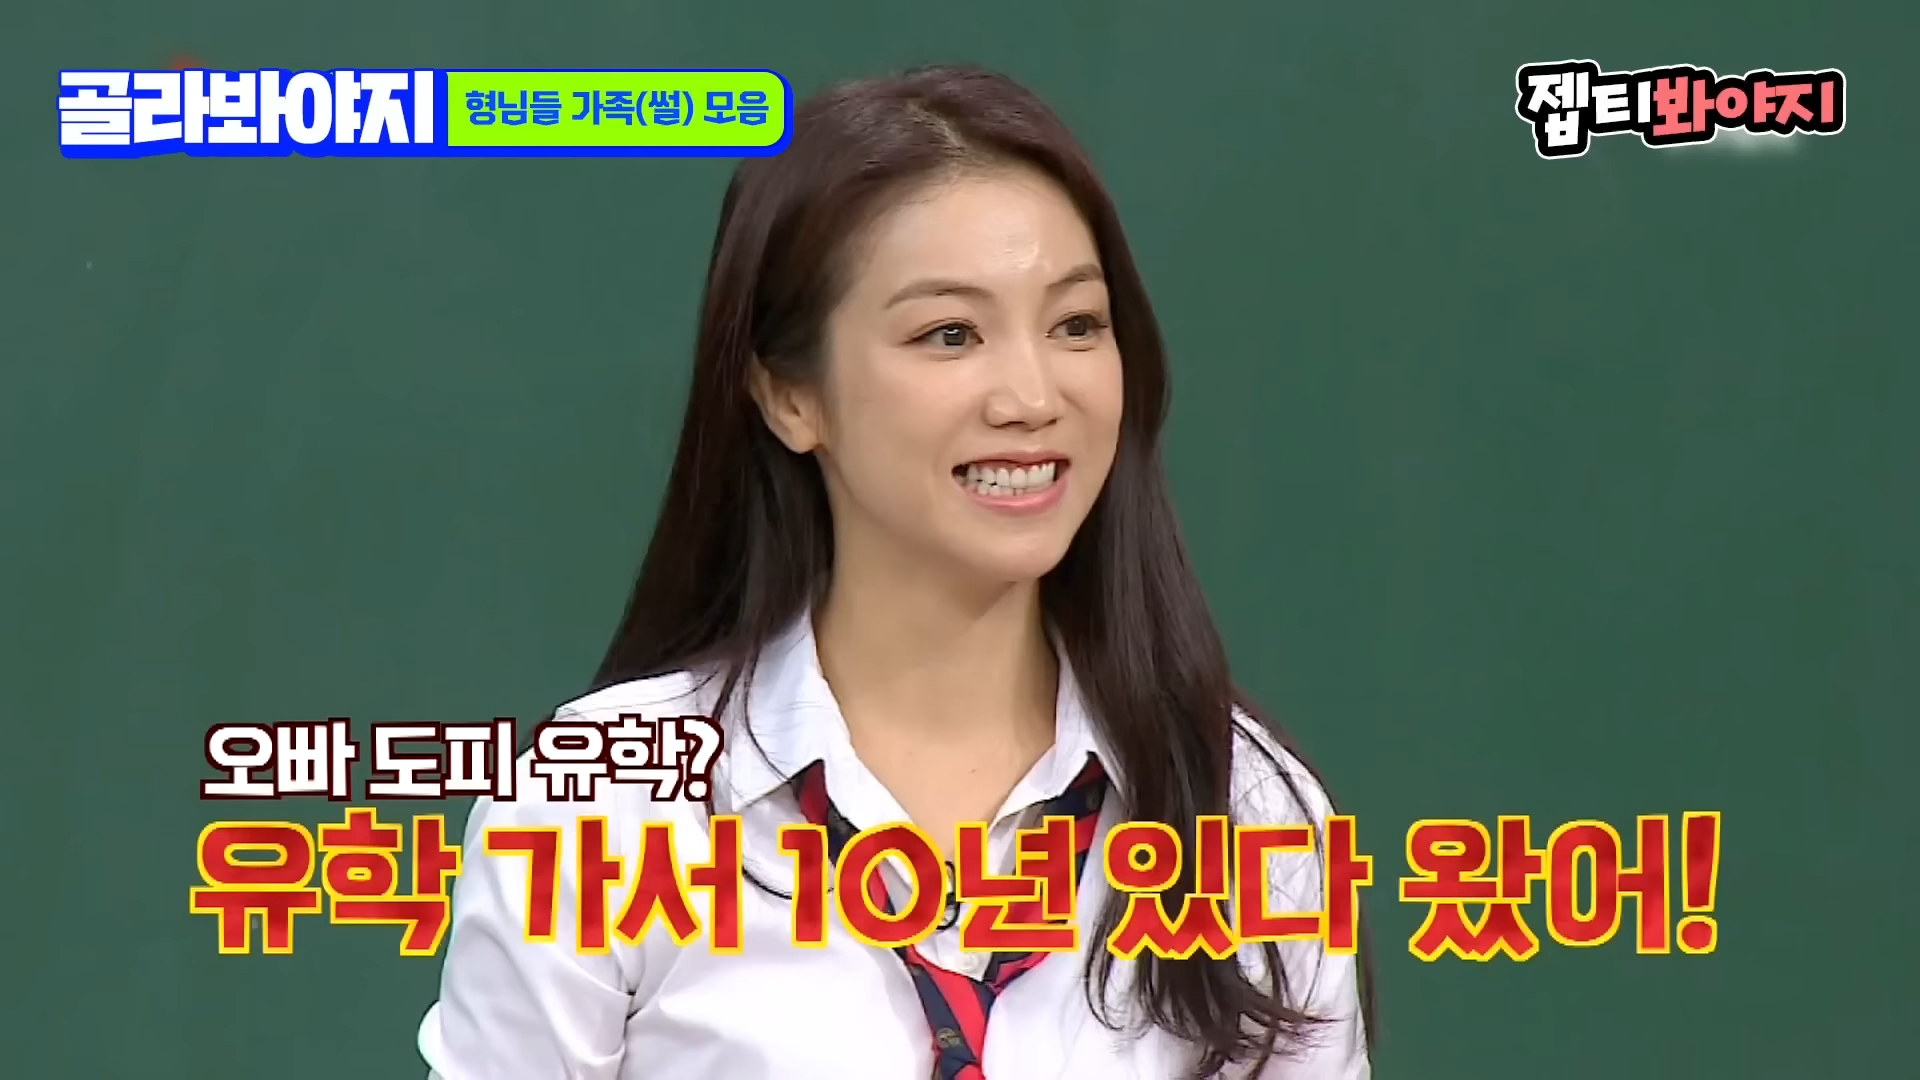 골라봐야지 형님들 가족(썰) 모음
젭티봐야지
오빠 도피 유학?
유학 가서 10년 있다 왔어!